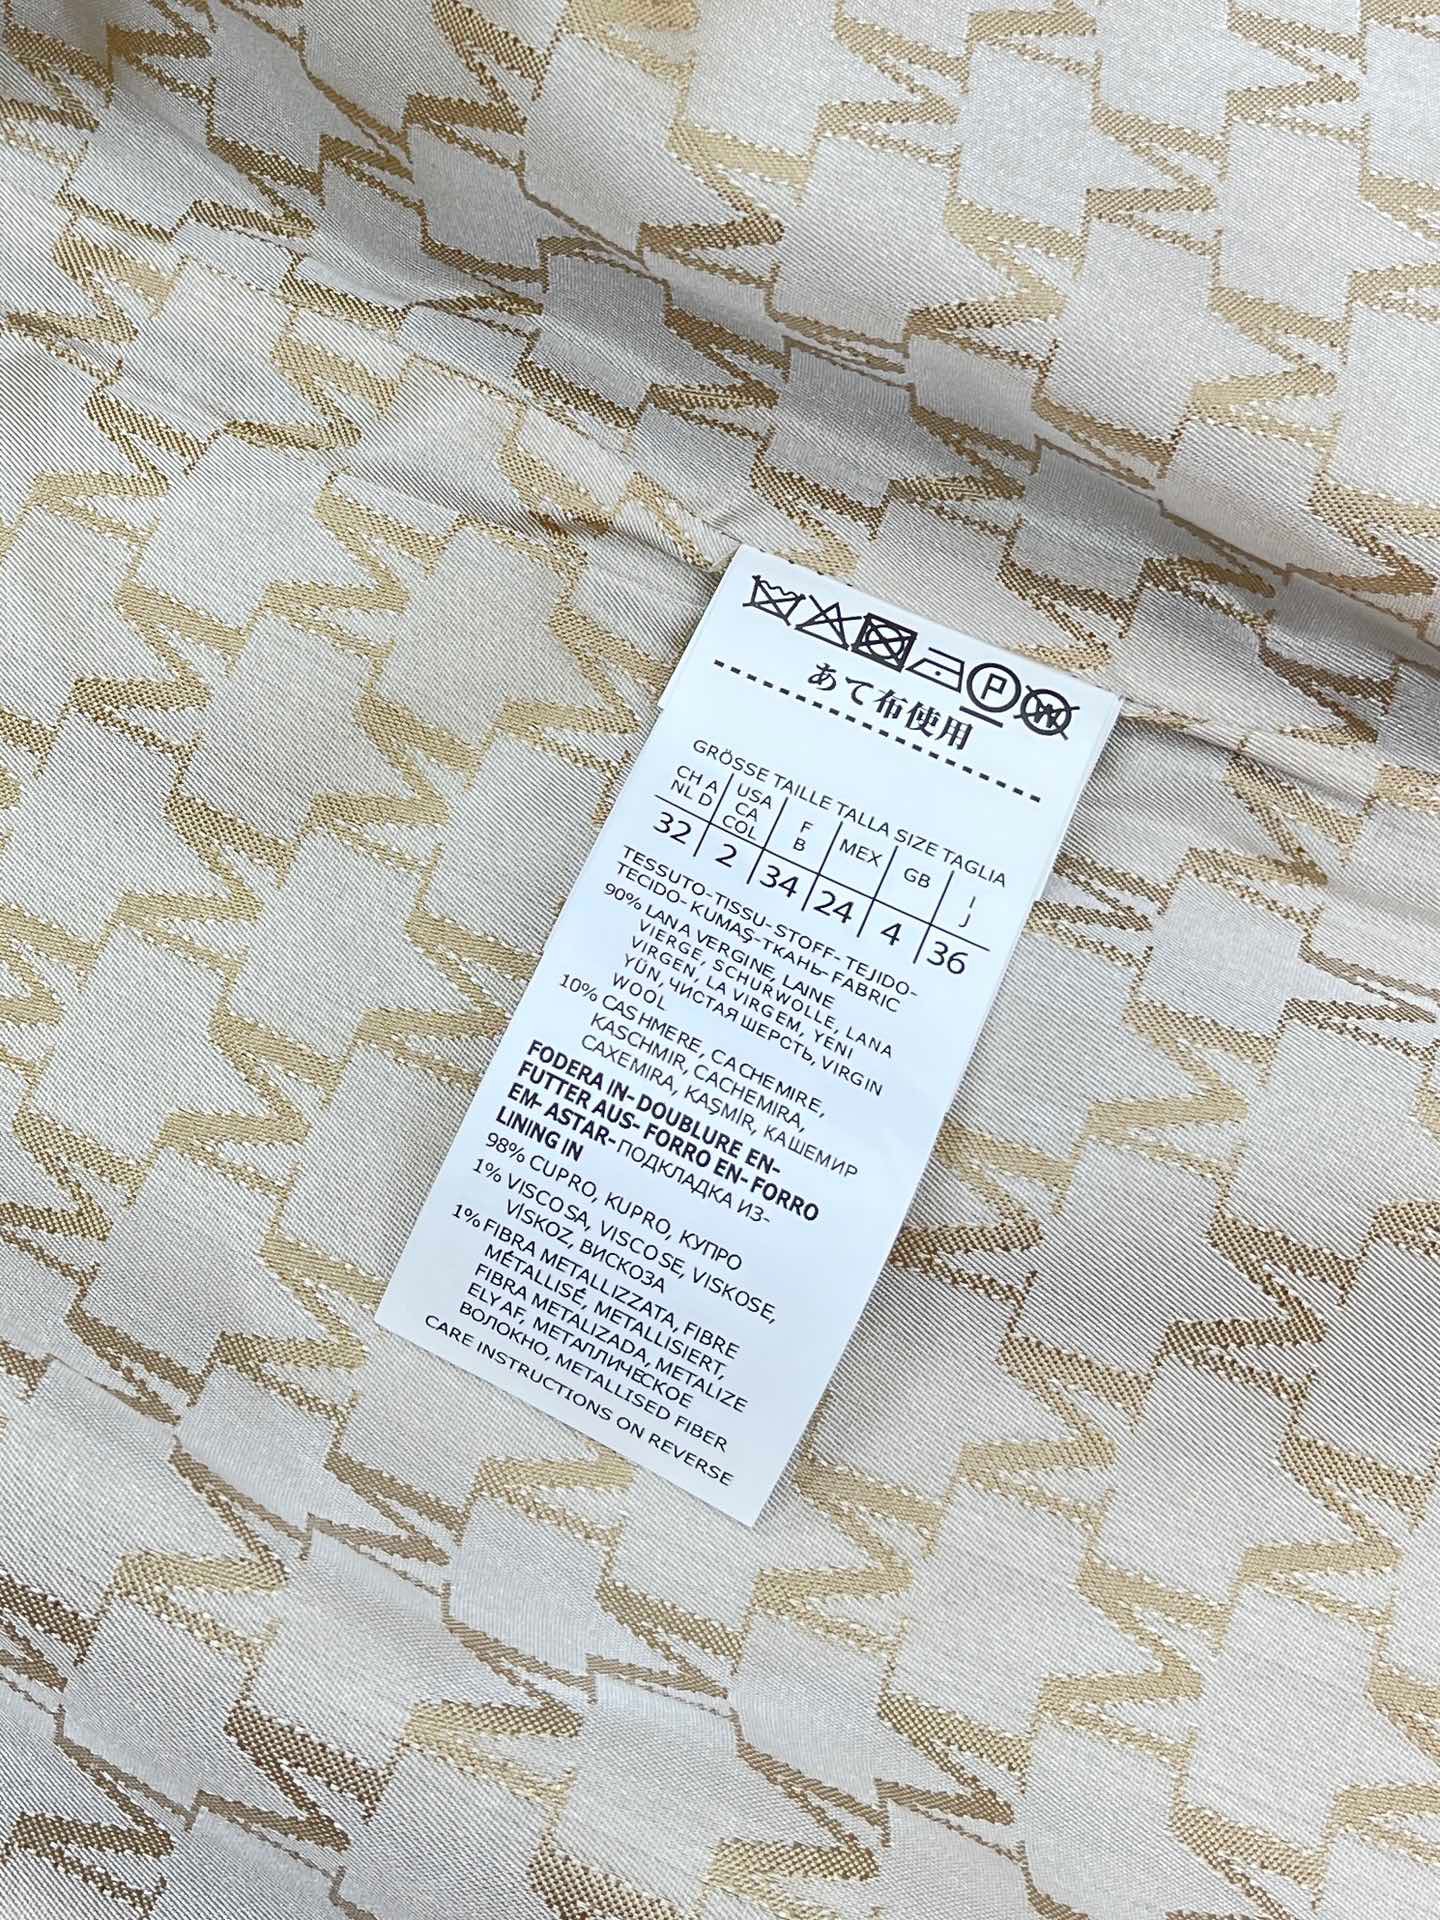 P W
あて布使用
GRÖSSE TAILLE TALLA SIZE TAGLIA
CH A NL D USA CA COL F B MEX GB I J
32 2 34 24 4 36
TESSUTO-TISSU-STOFF-TEJIDO-
TECIDO-KUMAŞ-ТКАНЬ-FABRIC
90% LANA VERGINE, LAINE
VIERGE, SCHURWOLLE, LANA
VIRGEN, LA VIRGEM, YENI
YÜN, ЧИСТАЯ ШЕРСТЬ, VIRGIN
WOOL
10% CASHMERE, CACHEMIRE,
KASCHMIR, CACHEMIRA,
CAXEMIRA, KAŞMİR, КАШЕМИР
FODERA IN-DOUBLURE EN-
FUTTER AUS-FORRO EN-FORRO
EM-ASTAR-ПОДКЛАДКА ИЗ-
LINING IN
98% CUPRO, KUPRO, КУПРО
1% VISCOSA, VISCOSE, VISKOSE,
VİSKOZ, ВИСКОЗА
1% FIBRA METALLIZZATA, FIBRE
MÉTALLISÉ, METALLISIERT,
FIBRA METALIZADA, METALIZE
ELYAF, МЕТАЛЛИЧЕСКОЕ
ВОЛОКНО, METALLISED FIBER
CARE INSTRUCTIONS ON REVERSE